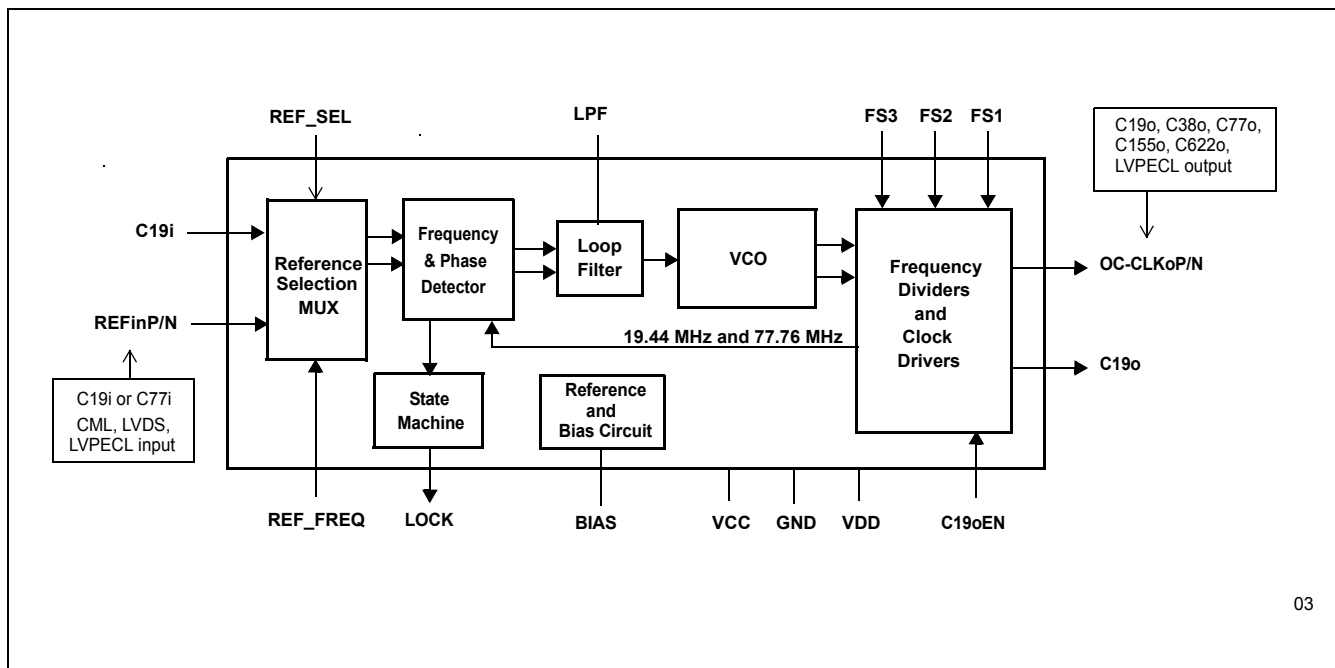 REF_SEL
LPF
FS3
FS2
FS1
C19o, C38o, C77o,
C155o, C622o,
LVPECL output
C19i
Reference
Selection
MUX
Frequency
& Phase
Detector
Loop
Filter
VCO
Frequency
Dividers
and
Clock
Drivers
OC-CLKoP/N
REFinP/N
19.44 MHz and 77.76 MHz
C19o
C19i or C77i
CML, LVDS,
LVPECL input
State
Machine
Reference
and
Bias Circuit
REF_FREQ
LOCK
BIAS
VCC
GND
VDD
C19oEN
03